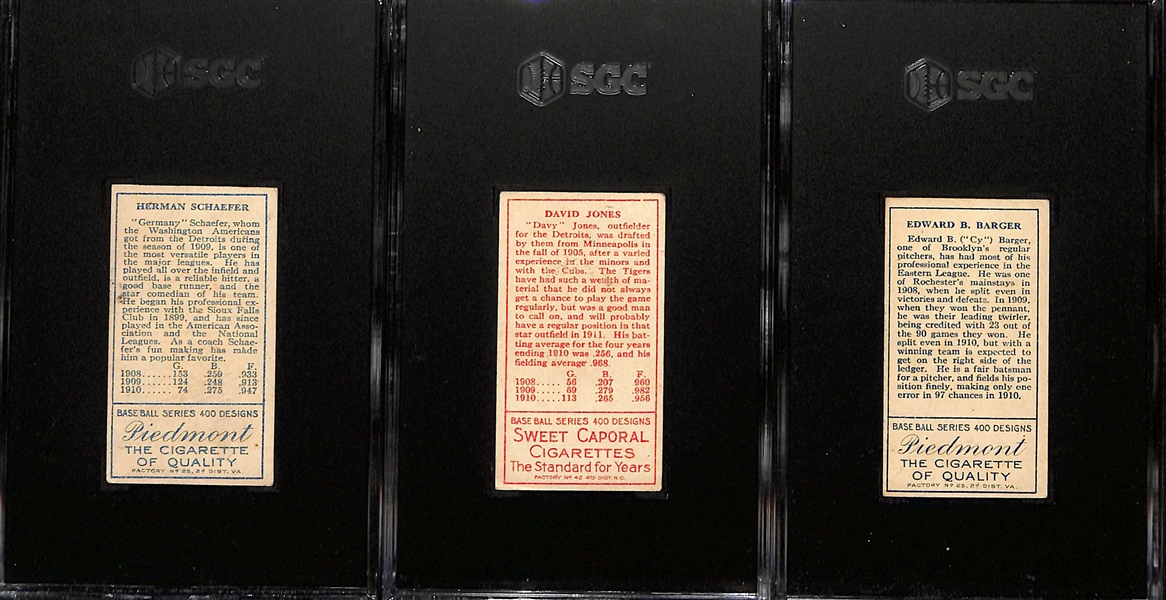 SGC
HERMAN SCHAEFER
"Germany" Schaefer, whom
the Washington Americans
got from the Detroits during
the season of 1909, is one of
the most versatile players in
the major leagues. He has
played all over the infield and
outfield, is a reliable hitter, a
good base runner, and the
star comedian of his team.
He began his professional ex-
perience with the Sioux Falls
Club in 1899, and has since
played in the American Asso-
ciation and the National
Leagues. As a coach Schae-
fer's fun making has made
him a popular favorite.
G. B. F.
1908......153 .259 .933
1909......124 .248 .913
1910...... 74 .275 .947
BASE BALL SERIES 400 DESIGNS
Piedmont
THE CIGARETTE
OF QUALITY
FACTORY Nº 25, 2d DIST. VA.
SGC
DAVID JONES
"Davy" Jones, outfielder
for the Detroits, was drafted
by them from Minneapolis in
the fall of 1905, after a varied
experience in the minors and
with the Cubs. The Tigers
have had such a wealth of ma-
terial that he did not always
get a chance to play the game
regularly, but was a good man
to call on, and will probably
have a regular position in that
star outfield in 1911. His bat-
ting average for the four years
ending 1910 was .256, and his
fielding average .968.
G. B. F.
1908..... 56 .207 .960
1909..... 69 .279 .982
1910.....113 .265 .956
BASE BALL SERIES 400 DESIGNS
SWEET CAPORAL
CIGARETTES
The Standard for Years
FACTORY Nº 42 4TH DIST. N.C.
SGC
EDWARD B. BARGER
Edward B. ("Cy") Barger,
one of Brooklyn's regular
pitchers, has had most of his
professional experience in the
Eastern League. He was one
of Rochester's mainstays in
1908, when he split even in
victories and defeats. In 1909,
when they won the pennant,
he was their leading twirler,
being credited with 23 out of
the 90 games they won. He
split even in 1910, but with a
winning team is expected to
get on the right side of the
ledger. He is a fair batsman
for a pitcher, and fields his po-
sition finely, making only one
error in 97 chances in 1910.
BASE BALL SERIES 400 DESIGNS
Piedmont
THE CIGARETTE
OF QUALITY
FACTORY Nº 25, 2d DIST. VA.